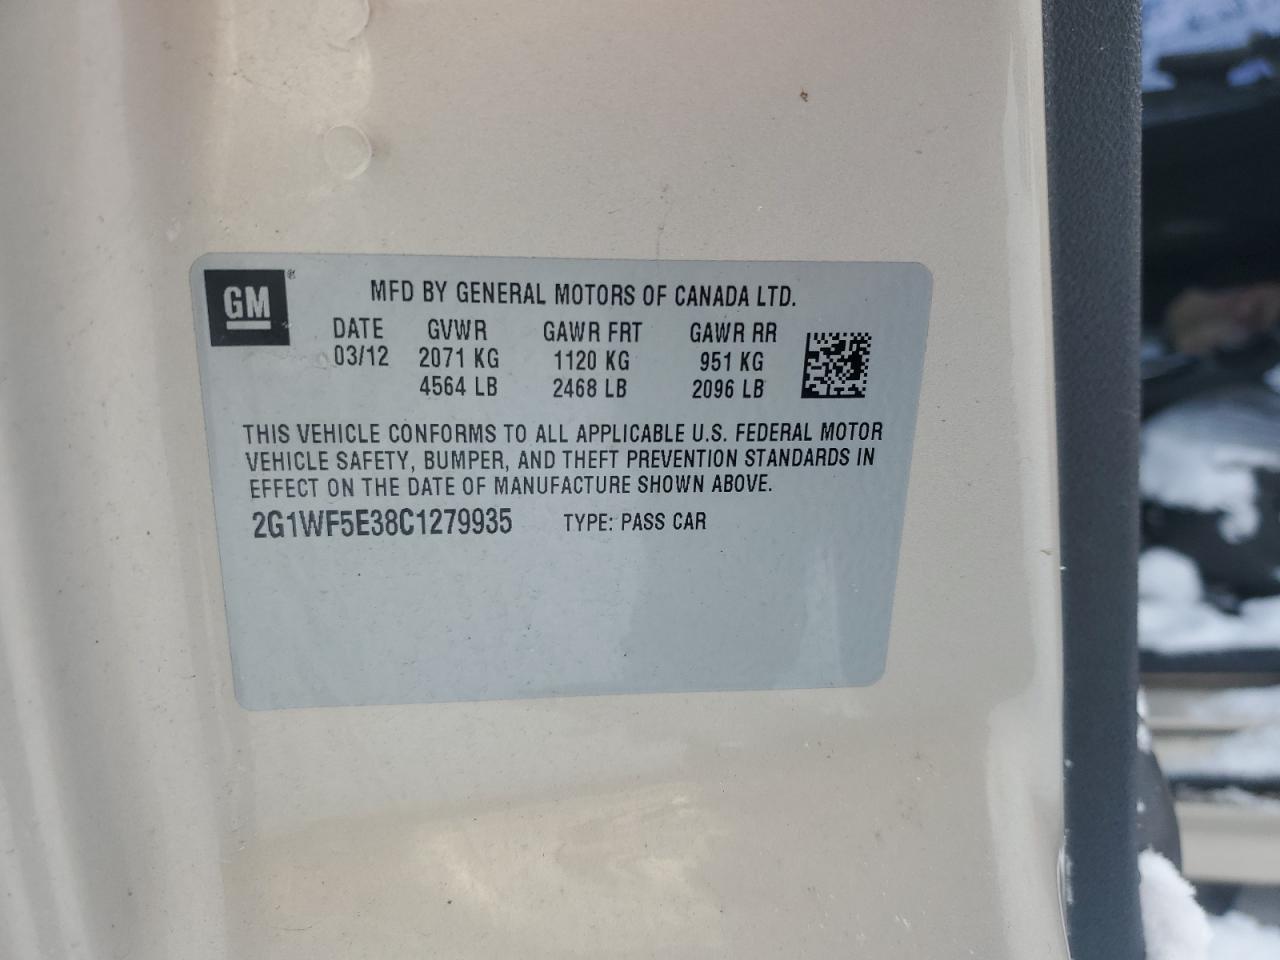 GM®
MFD BY GENERAL MOTORS OF CANADA LTD.
DATE GVWR GAWR FRT GAWR RR
03/12 2071 KG 1120 KG 951 KG
4564 LB 2468 LB 2096 LB
THIS VEHICLE CONFORMS TO ALL APPLICABLE U.S. FEDERAL MOTOR
VEHICLE SAFETY, BUMPER, AND THEFT PREVENTION STANDARDS IN
EFFECT ON THE DATE OF MANUFACTURE SHOWN ABOVE.
2G1WF5E38C1279935 TYPE: PASS CAR